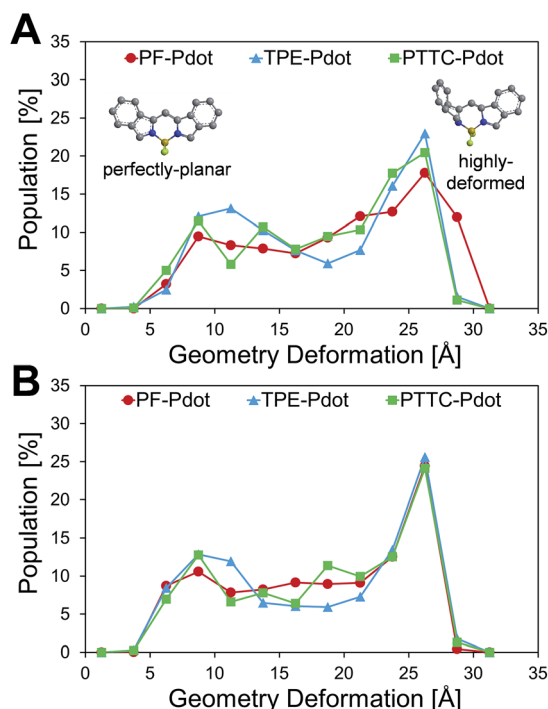 A
35
30
25
20
15
10
5
0
Population [%]
PF-Pdot TPE-Pdot PTTC-Pdot
perfectly-planar
highly-
deformed
0 5 10 15 20 25 30 35
Geometry Deformation [Å]
B
35
30
25
20
15
10
5
0
Population [%]
PF-Pdot TPE-Pdot PTTC-Pdot
0 5 10 15 20 25 30 35
Geometry Deformation [Å]